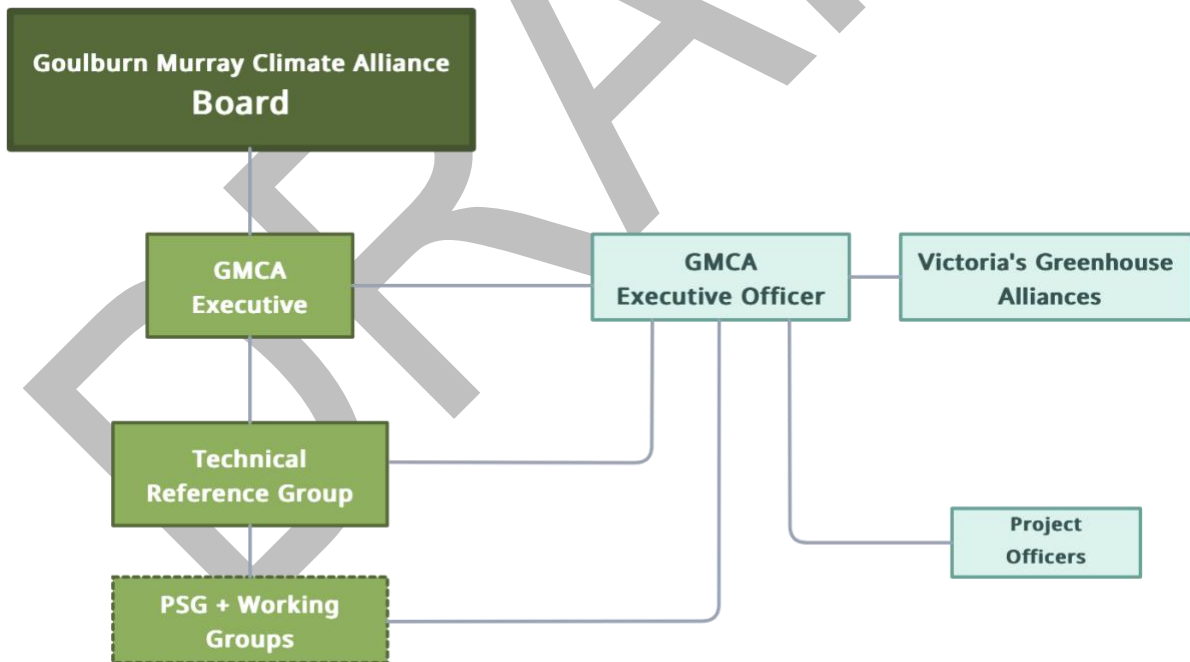 Goulburn Murray Climate Alliance
Board
GMCA
Executive
GMCA
Executive Officer
Victoria's Greenhouse
Alliances
Technical
Reference Group
Project
Officers
PSG + Working
Groups
DRA